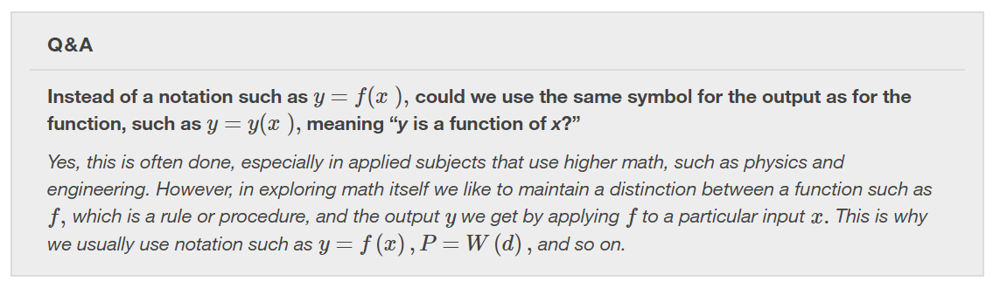 Q&A
Instead of a notation such as y = f(x ), could we use the same symbol for the output as for the
function, such as y = y(x ), meaning “y is a function of x?”
Yes, this is often done, especially in applied subjects that use higher math, such as physics and
engineering. However, in exploring math itself we like to maintain a distinction between a function such as
f, which is a rule or procedure, and the output y we get by applying f to a particular input x. This is why
we usually use notation such as y = f (x) , P = W (d) , and so on.